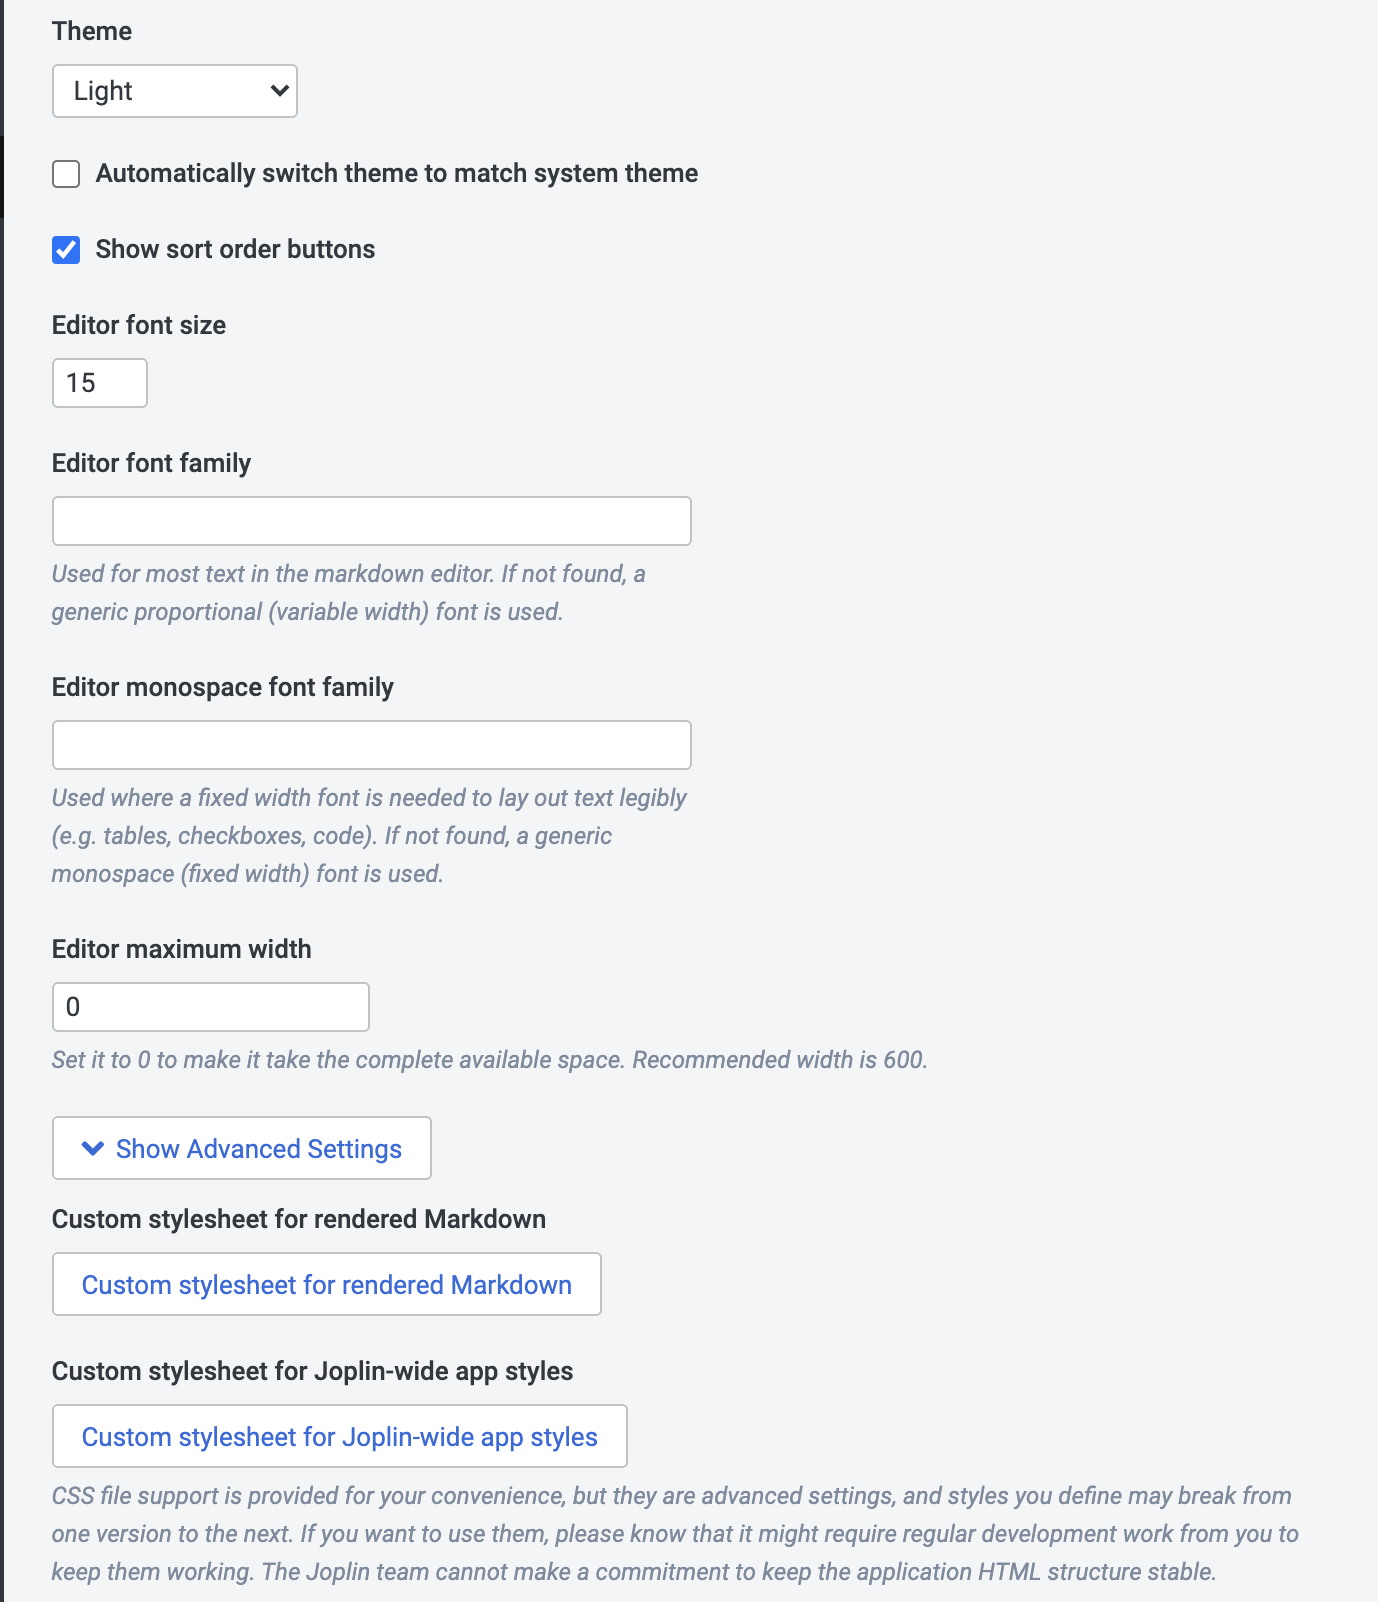 Theme
Light
Automatically switch theme to match system theme
Show sort order buttons
Editor font size
15
Editor font family
Used for most text in the markdown editor. If not found, a
generic proportional (variable width) font is used.
Editor monospace font family
Used where a fixed width font is needed to lay out text legibly
(e.g. tables, checkboxes, code). If not found, a generic
monospace (fixed width) font is used.
Editor maximum width
0
Set it to 0 to make it take the complete available space. Recommended width is 600.
Show Advanced Settings
Custom stylesheet for rendered Markdown
Custom stylesheet for rendered Markdown
Custom stylesheet for Joplin-wide app styles
Custom stylesheet for Joplin-wide app styles
CSS file support is provided for your convenience, but they are advanced settings, and styles you define may break from
one version to the next. If you want to use them, please know that it might require regular development work from you to
keep them working. The Joplin team cannot make a commitment to keep the application HTML structure stable.